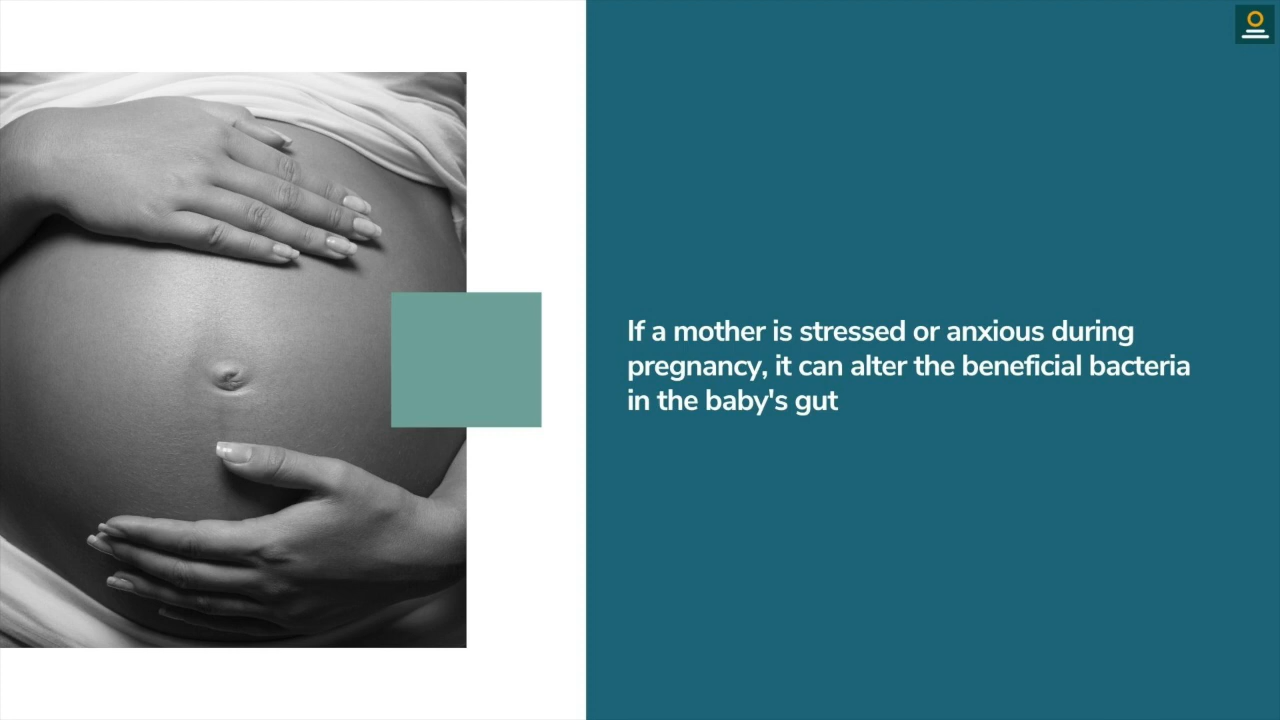 If a mother is stressed or anxious during
pregnancy, it can alter the beneficial bacteria
in the baby's gut